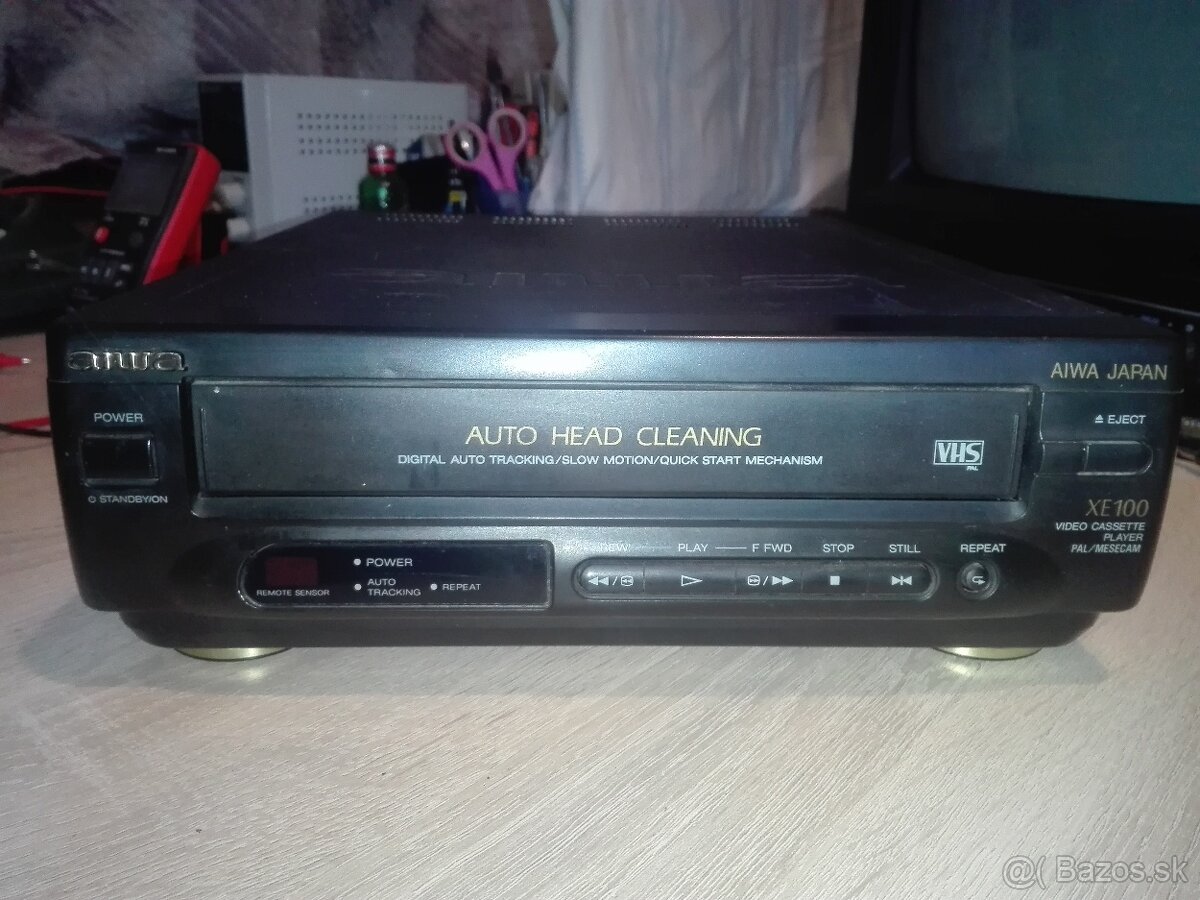 aiwa
AIWA JAPAN
POWER
STANDBY/ON
AUTO HEAD CLEANING
DIGITAL AUTO TRACKING/SLOW MOTION/QUICK START MECHANISM
VHS
PAL
EJECT
XE100
VIDEO CASSETTE
PLAYER
PAL/MESECAM
POWER
AUTO
TRACKING
REPEAT
REMOTE SENSOR
PLAY
F FWD
STOP
STILL
REPEAT
@( Bazos.sk